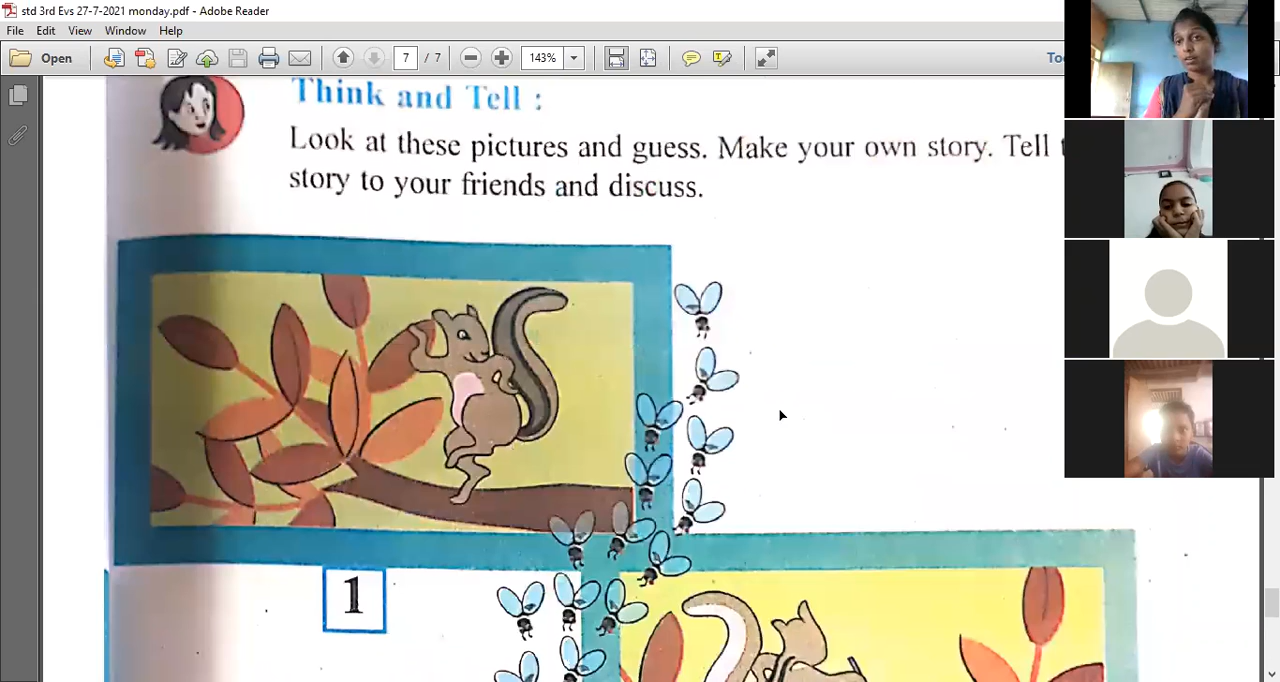 std 3rd Evs 27-7-2021 monday.pdf - Adobe Reader
File Edit View Window Help
Open 7 / 7 143%
Think and Tell :
Look at these pictures and guess. Make your own story. Tell
story to your friends and discuss.
1